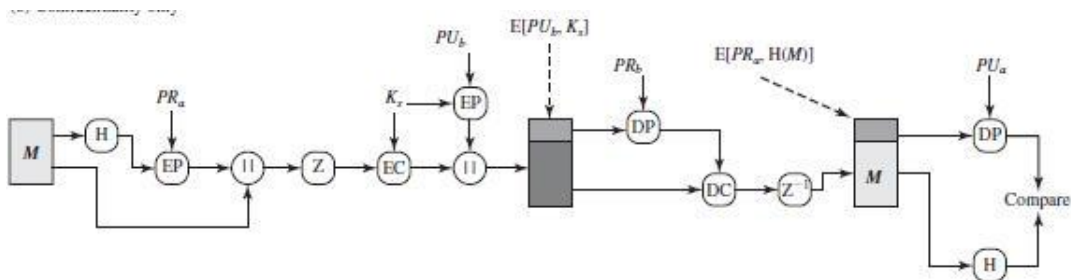 E[PU_b, K_s]
PU_b
E[PR_a, H(M)]
PR_b
PU_a
PR_a
K_s
EP
H
DP
DP
M
EP
||
Z
EC
||
DC
Z⁻¹
M
Compare
H